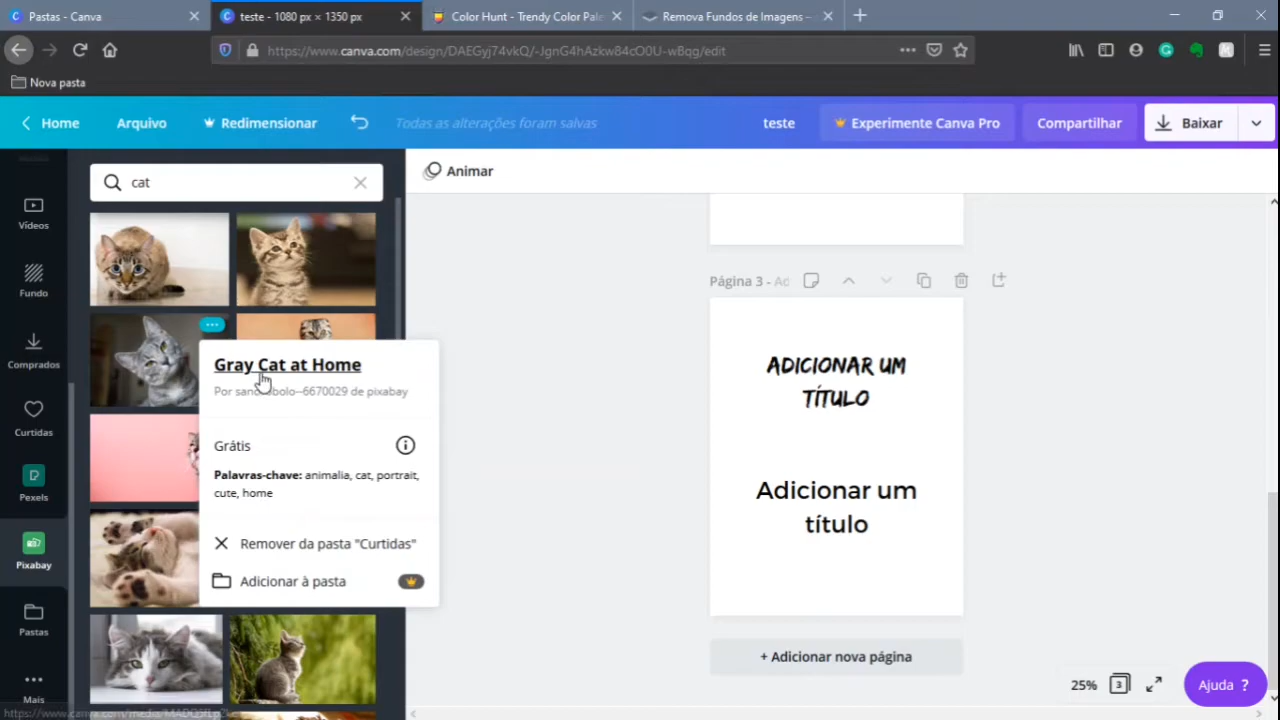 Pastas - Canva
teste - 1080 px × 1350 px
Color Hunt - Trendy Color Pale
Remova Fundos de Imagens –
https://www.canva.com/design/DAEGyj74vkQ/-JgnG4hAzkw84cO0U-wBqg/edit
Nova pasta
Home
Arquivo
Redimensionar
Todas as alterações foram salvas
teste
Experimente Canva Pro
Compartilhar
Baixar
cat
Animar
Vídeos
Fundo
Comprados
Curtidas
Pexels
Pixabay
Pastas
Mais
Gray Cat at Home
de pixabay
Grátis
Palavras-chave: animalia, cat, portrait,
cute, home
Remover da pasta "Curtidas"
Adicionar à pasta
Página 3 - Ad
ADICIONAR UM
TÍTULO
Adicionar um
título
+ Adicionar nova página
25%
3
Ajuda ?